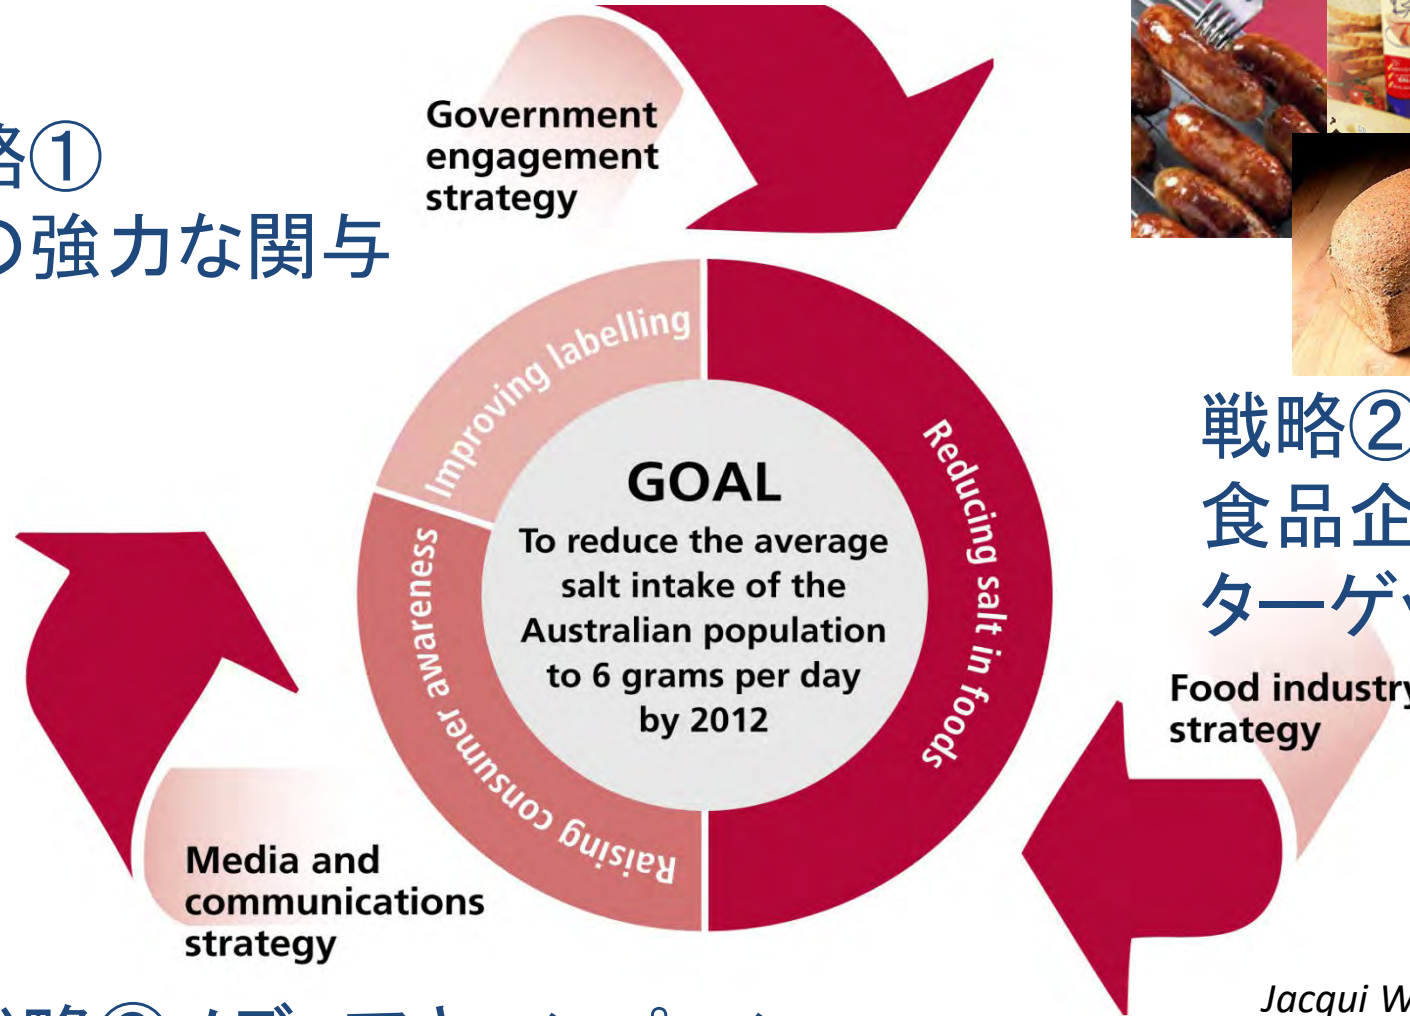 略①
の強力な関与
Government
engagement
strategy
Improving labelling
Reducing salt in foods
Raising consumer awareness
GOAL
To reduce the average
salt intake of the
Australian population
to 6 grams per day
by 2012
戦略②
食品企
ターゲ
Food industry
strategy
Media and
communications
strategy
Jacqui